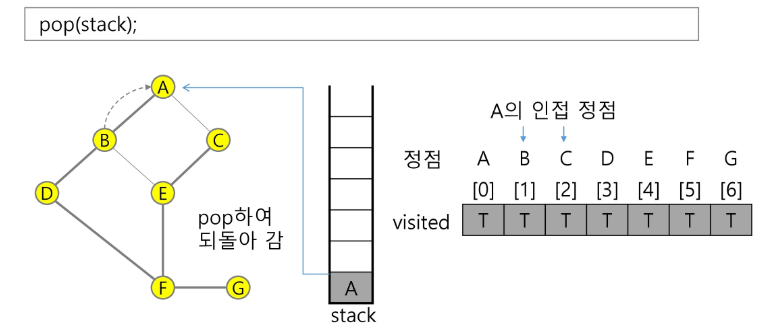 pop(stack);
A
B
C
D
E
F
G
pop하여
되돌아 감
A
stack
A의 인접 정점
정점 A B C D E F G
[0] [1] [2] [3] [4] [5] [6]
visited T T T T T T T